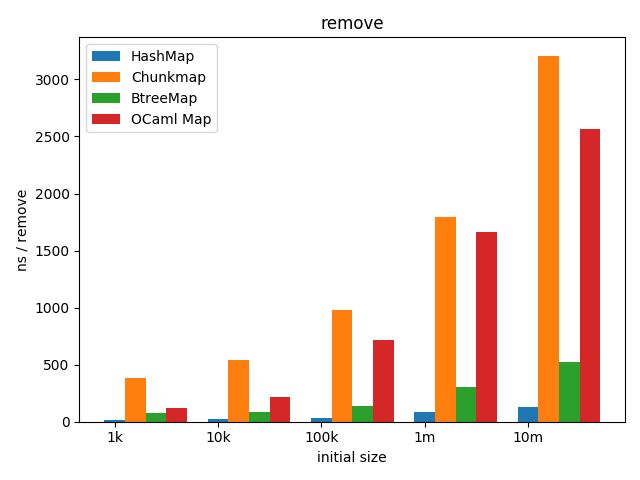 remove
HashMap
Chunkmap
BtreeMap
OCaml Map
ns / remove
3000
2500
2000
1500
1000
500
0
1k 10k 100k 1m 10m
initial size